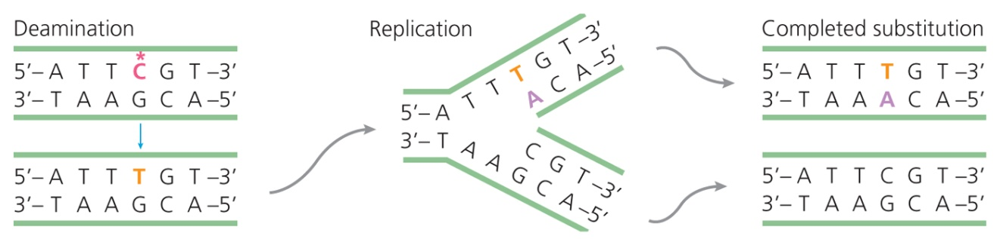 Deamination
*
5′–A T T C G T–3′
3′–T A A G C A–5′
5′–A T T T G T–3′
3′–T A A G C A–5′
Replication
5′–A T T T G T–3′
A C A–5′
C G T–3′
3′–T A A G C A–5′
Completed substitution
5′–A T T T G T–3′
3′–T A A A C A–5′
5′–A T T C G T–3′
3′–T A A G C A–5′